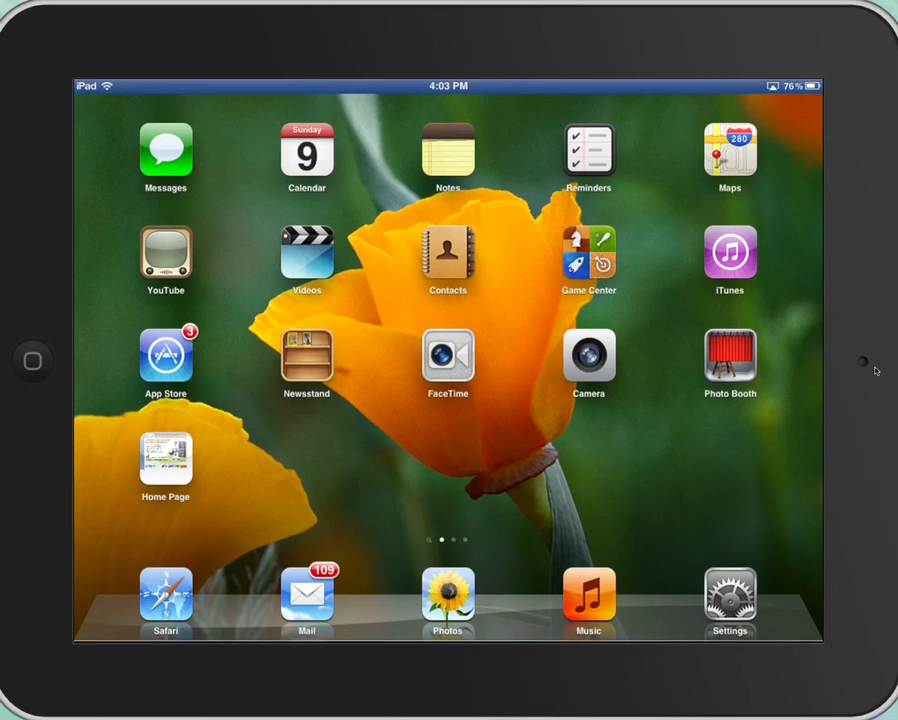 iPad 4:03 PM 76%
Sunday 280
9
Messages Calendar Notes Reminders Maps
YouTube Videos Contacts Game Center iTunes
3
App Store Newsstand FaceTime Camera Photo Booth
Home Page
109
Safari Mail Photos Music Settings